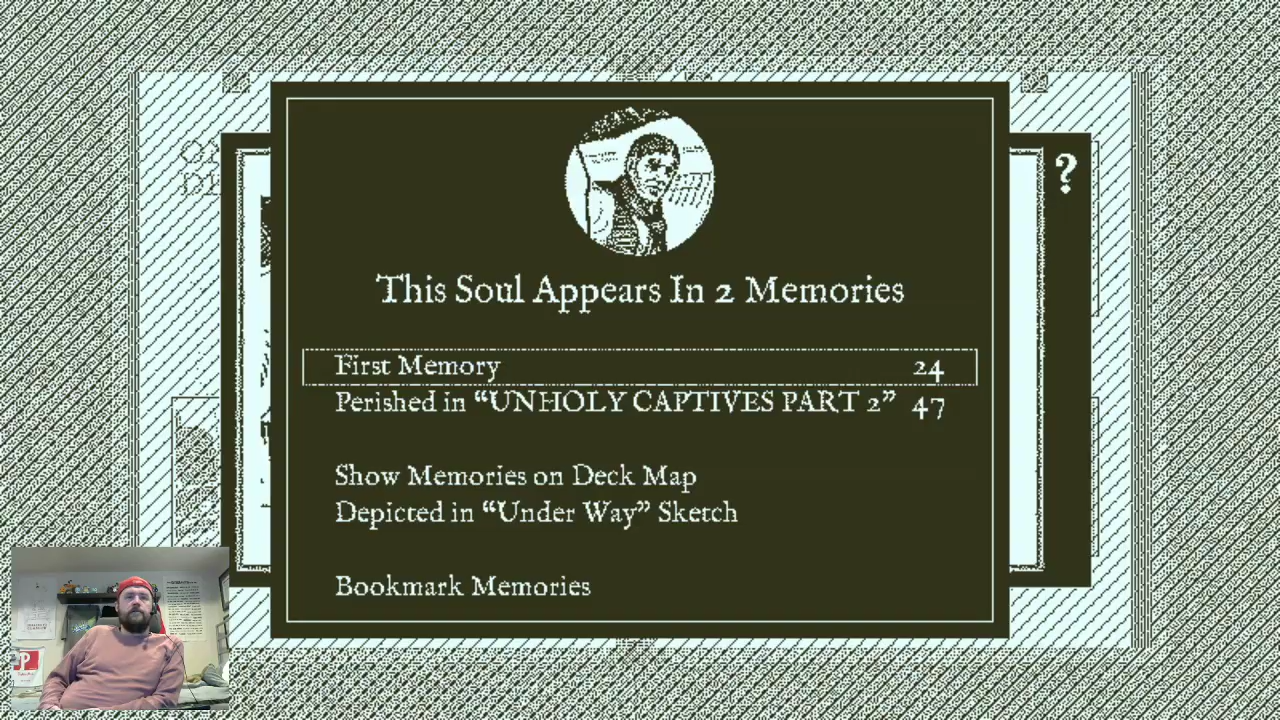 ?
This Soul Appears In 2 Memories
First Memory 24
Perished in “UNHOLY CAPTIVES PART 2” 47
Show Memories on Deck Map
Depicted in “Under Way” Sketch
Bookmark Memories